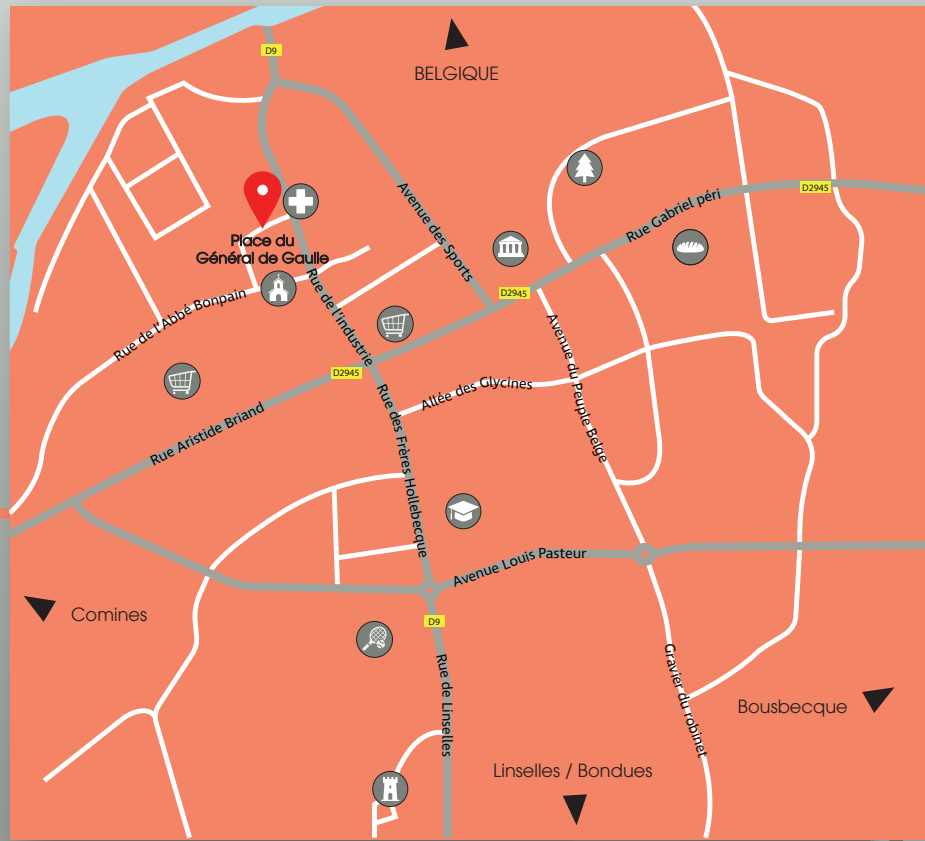 D9
BELGIQUE
Avenue des Sports
D2945
Rue Gabriel péri
Place du
Général de Gaulle
Rue de l'Abbé Bonpain
Rue de l'industrie
D2945
Avenue du Peuple Belge
D2945
Allée des Glycines
Rue Aristide Briand
Rue des Frères Hollebecque
Avenue Louis Pasteur
Comines
D9
Rue de Linselles
Gravier du robinet
Bousbecque
Linselles / Bondues